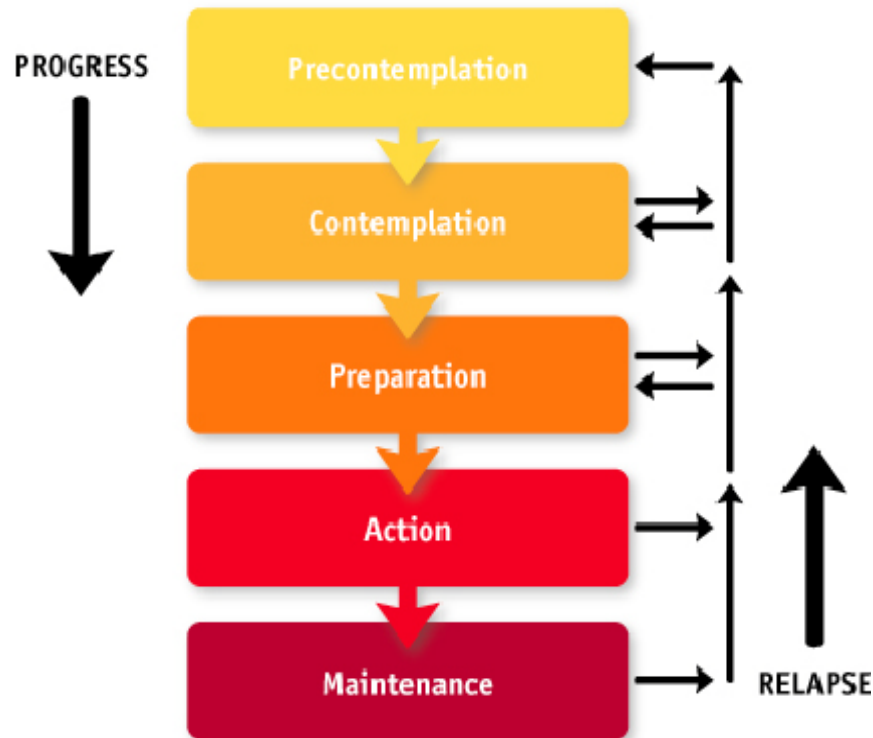 PROGRESS
Precontemplation
Contemplation
Preparation
Action
Maintenance
RELAPSE